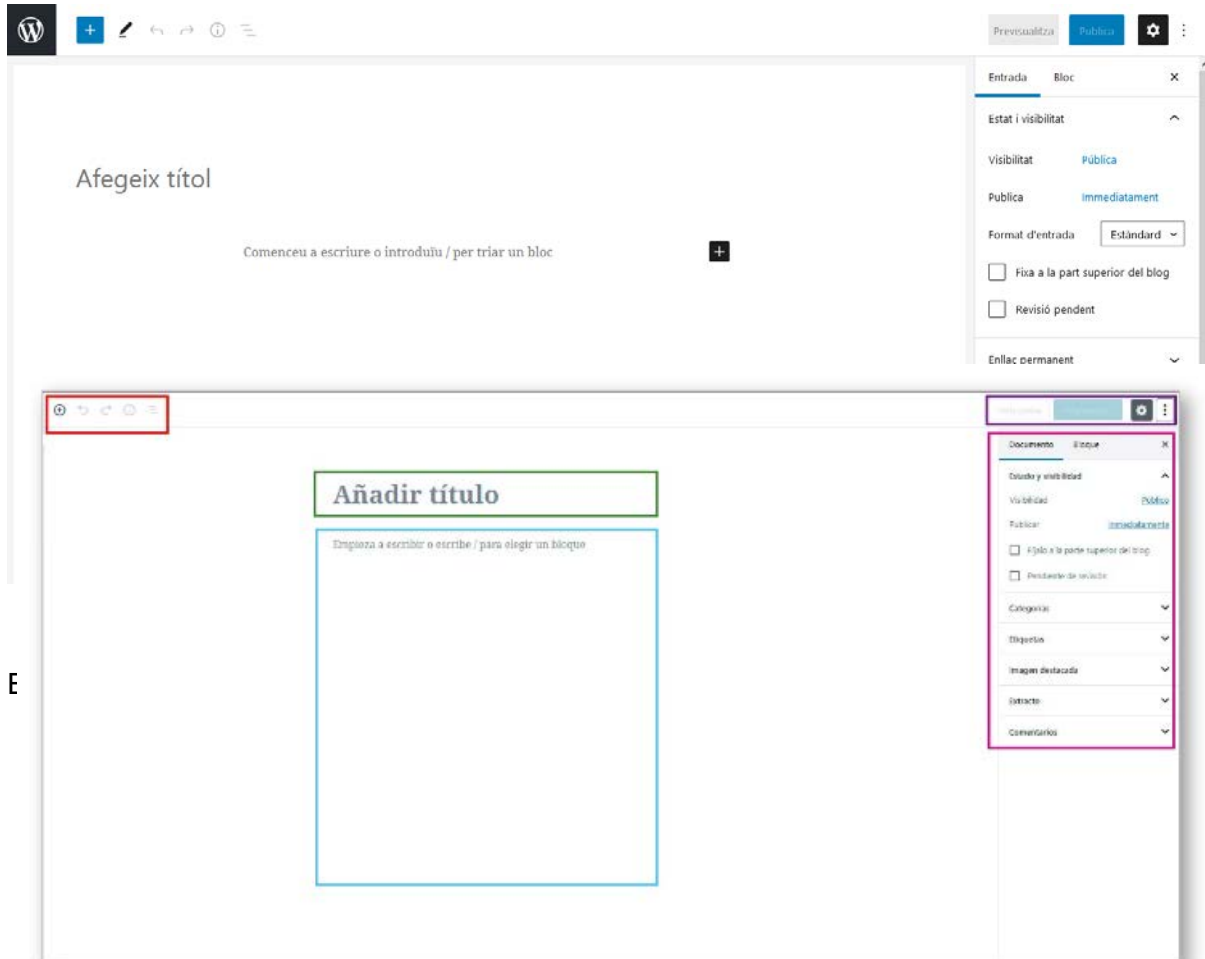 Previsualitza Publica
Entrada Bloc
Estat i visibilitat
Visibilitat Pública
Publica Immediatament
Format d'entrada Estàndard
Fixa a la part superior del blog
Revisió pendent
Enllaç permanent
Afegeix títol
Comenceu a escriure o introduïu / per triar un bloc
Documento Bloque
Estado y visibilidad
Visibilidad Público
Publicar Inmediatamente
Fíjalo a la parte superior del blog
Pendiente de revisión
Categorías
Etiquetas
Imagen destacada
Extracto
Comentarios
Añadir título
Empieza a escribir o escribe / para elegir un bloque
E